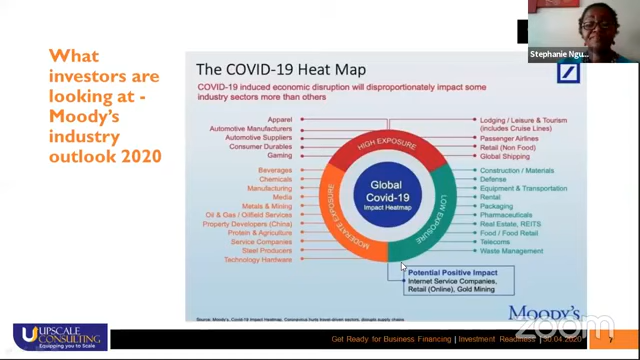 What
investors are
looking at -
Moody's
industry
outlook 2020
Stephanie Ngu...
The COVID-19 Heat Map
COVID-19 induced economic disruption will disproportionately impact some
industry sectors more than others
Apparel
Automotive Manufacturers
Automotive Suppliers
Consumer Durables
Gaming
HIGH EXPOSURE
Lodging / Leisure & Tourism
(includes Cruise Lines)
Passenger Airlines
Retail (Non Food)
Global Shipping
Beverages
Chemicals
Manufacturing
Media
Metals & Mining
Oil & Gas / Oilfield Services
Property Developers (China)
Protein & Agriculture
Service Companies
Steel Producers
Technology Hardware
MODERATE EXPOSURE
Global
Covid-19
Impact Heatmap
LOW EXPOSURE
Construction / Materials
Defense
Equipment & Transportation
Rental
Packaging
Pharmaceuticals
Real Estate, REITS
Food / Food Retail
Telecoms
Waste Management
Potential Positive Impact
Internet Service Companies,
Retail (Online), Gold Mining
Source: Moody's, Covid-19 Impact Heatmap, Coronavirus hurts travel-driven sectors, disrupts supply chains
Moody's
zoom
UPSCALE
CONSULTING
Equipping you to Scale
Get Ready for Business Financing | Investment Readiness | 30.04.2020
7